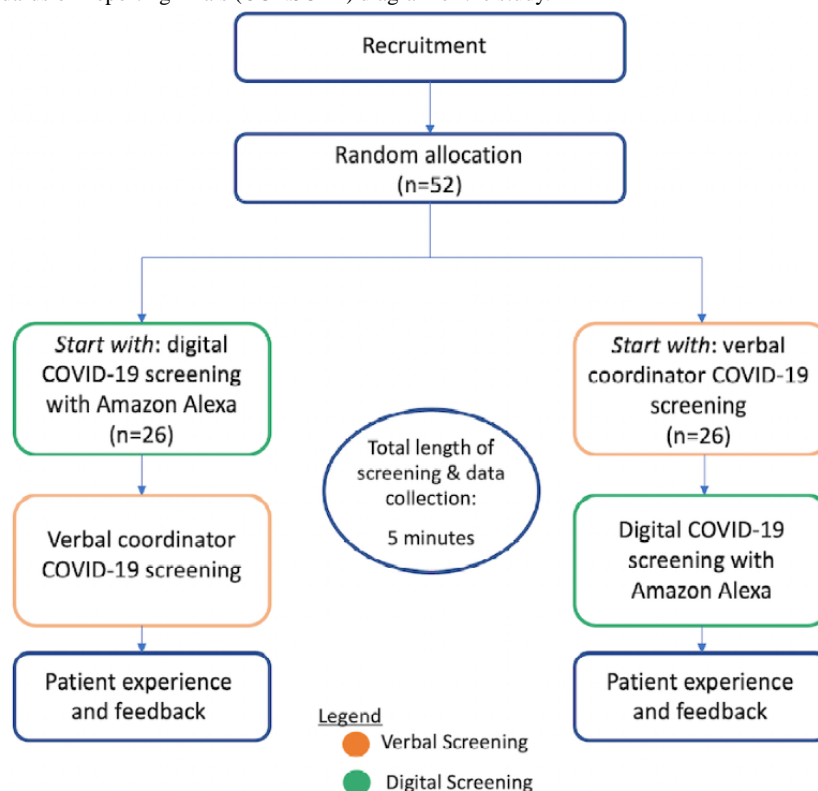 Recruitment
Random allocation
(n=52)
Start with: digital
COVID-19 screening
with Amazon Alexa
(n=26)
Start with: verbal
coordinator COVID-19
screening
(n=26)
Total length of
screening & data
collection:
5 minutes
Verbal coordinator
COVID-19 screening
Digital COVID-19
screening with
Amazon Alexa
Patient experience
and feedback
Patient experience
and feedback
Legend
Verbal Screening
Digital Screening